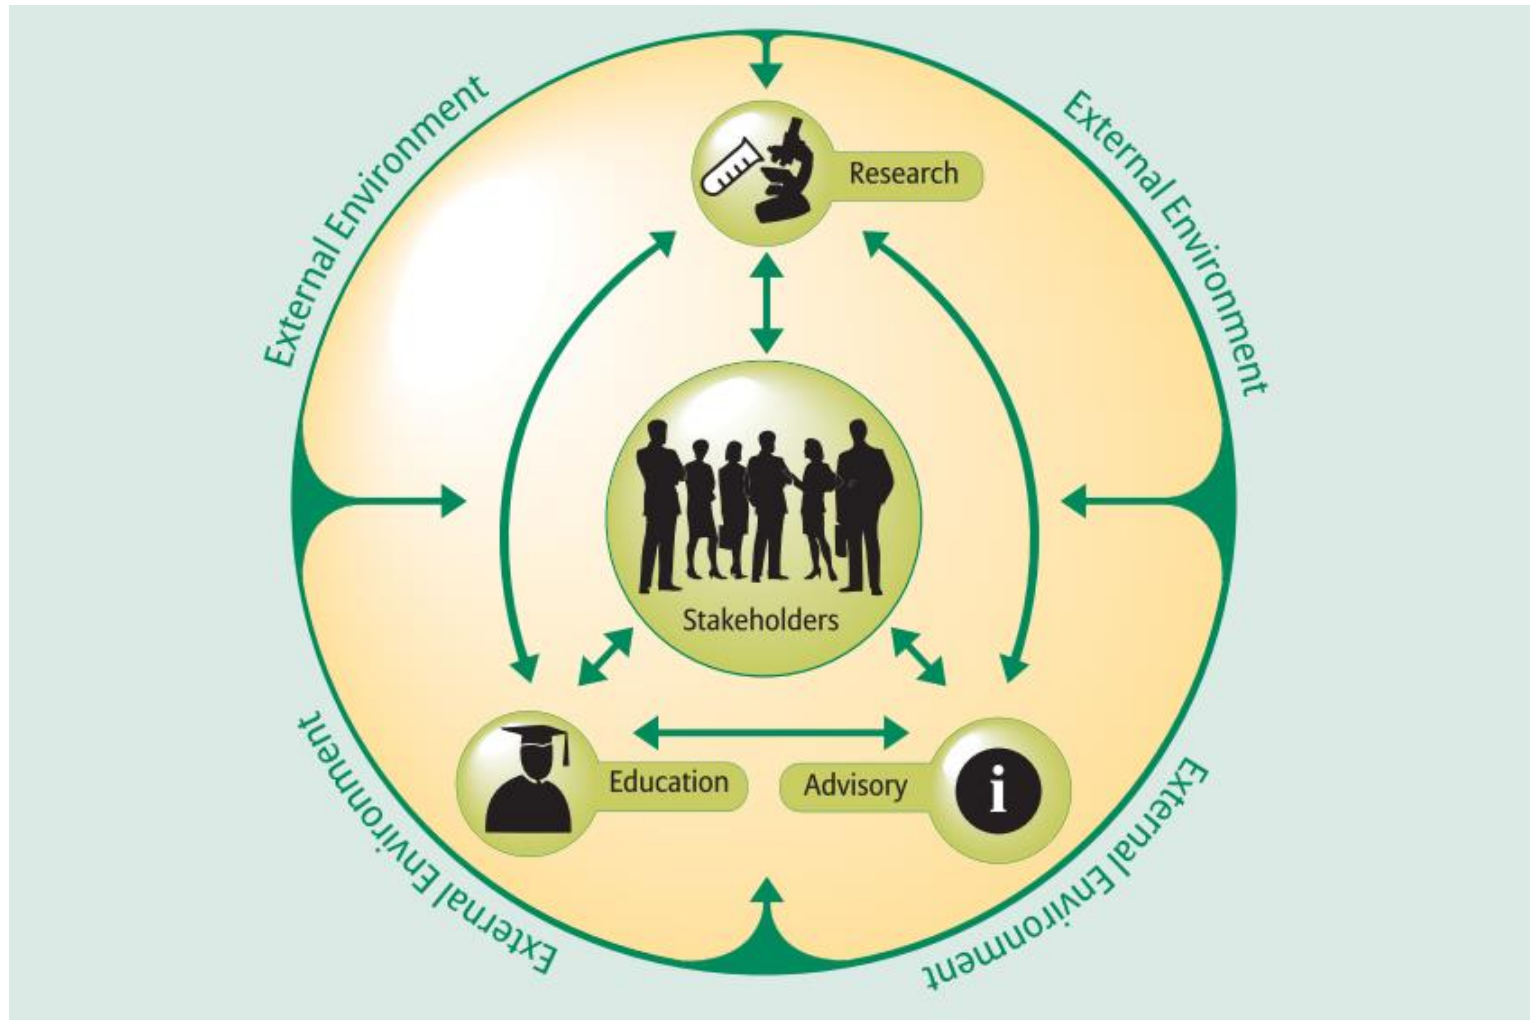 External Environment
External Environment
Research
Stakeholders
Education
Advisory
i
External Environment
External Environment